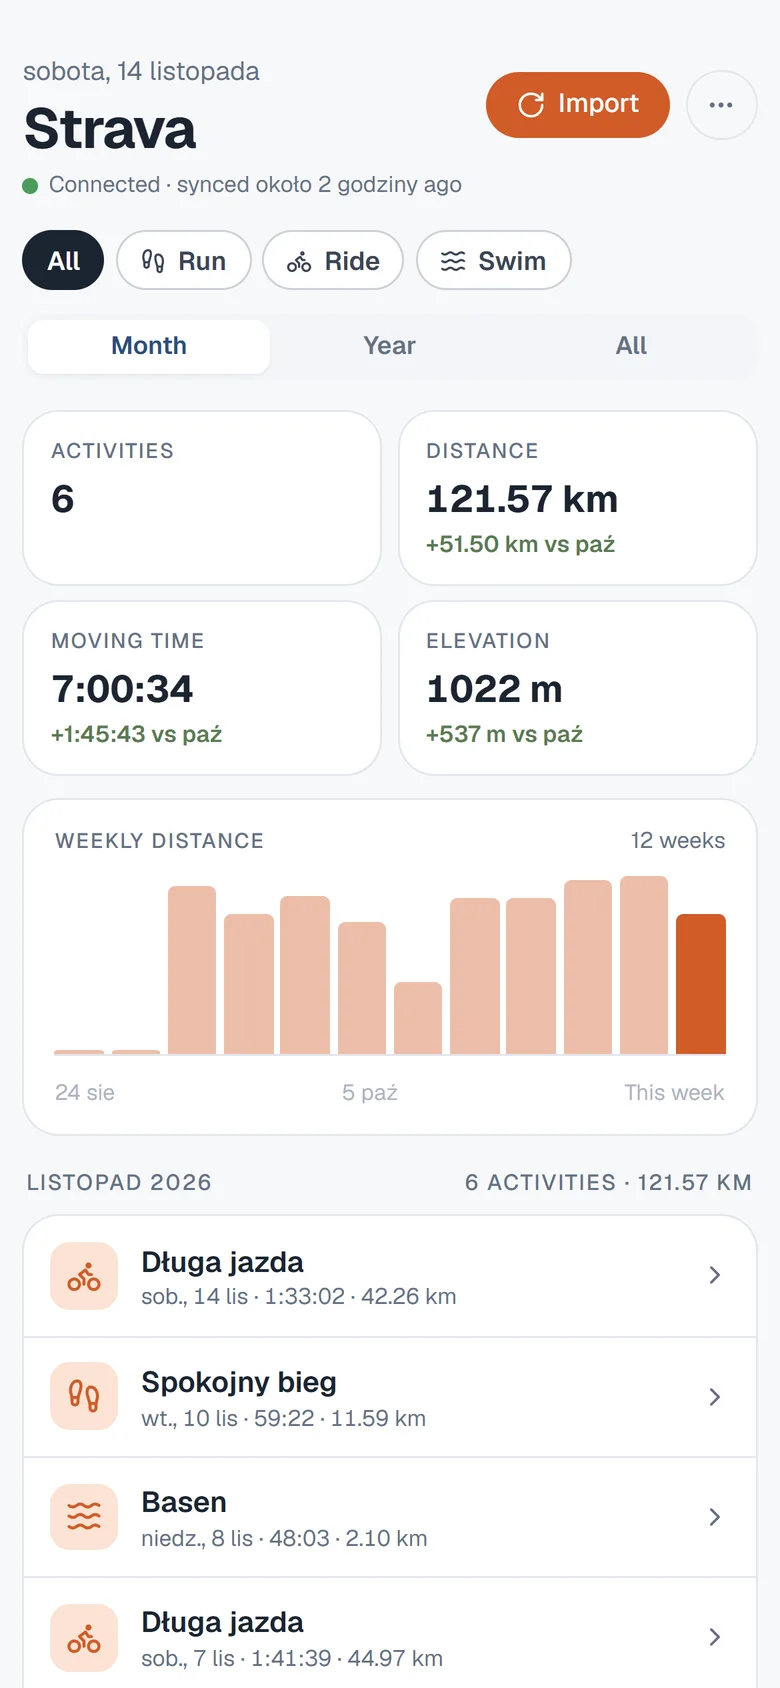 sobota, 14 listopada
Strava
Import
Connected · synced około 2 godziny ago
All
Run
Ride
Swim
Month
Year
All
ACTIVITIES
6
DISTANCE
121.57 km
+51.50 km vs paź
MOVING TIME
7:00:34
+1:45:43 vs paź
ELEVATION
1022 m
+537 m vs paź
WEEKLY DISTANCE
12 weeks
24 sie
5 paź
This week
LISTOPAD 2026
6 ACTIVITIES · 121.57 KM
Długa jazda
sob., 14 lis · 1:33:02 · 42.26 km
Spokojny bieg
wt., 10 lis · 59:22 · 11.59 km
Basen
niedz., 8 lis · 48:03 · 2.10 km
Długa jazda
sob., 7 lis · 1:41:39 · 44.97 km